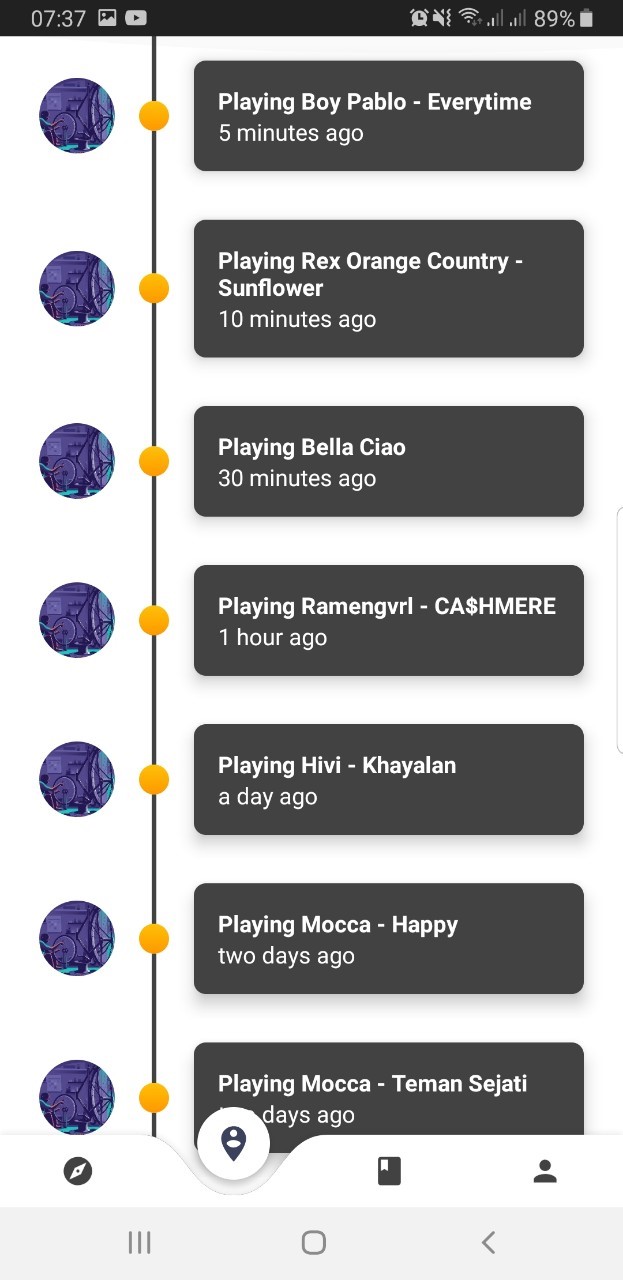 07:37 89%
Playing Boy Pablo - Everytime
5 minutes ago
Playing Rex Orange Country -
Sunflower
10 minutes ago
Playing Bella Ciao
30 minutes ago
Playing Ramengvrl - CA$HMERE
1 hour ago
Playing Hivi - Khayalan
a day ago
Playing Mocca - Happy
two days ago
Playing Mocca - Teman Sejati
days ago